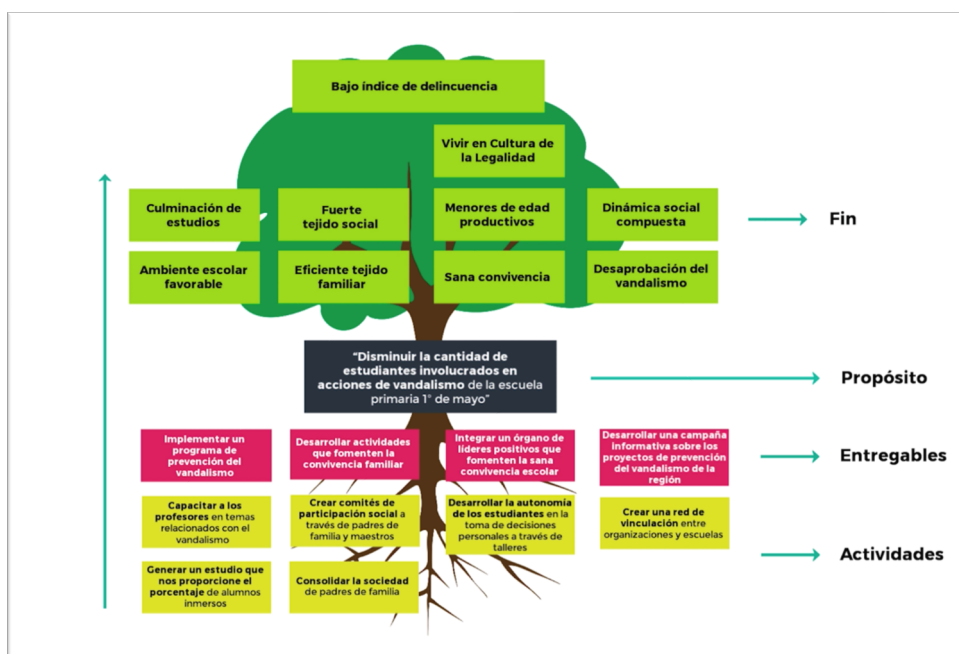 Bajo índice de delincuencia
Vivir en Cultura de
la Legalidad
Culminación de
estudios
Fuerte
tejido social
Menores de edad
productivos
Dinámica social
compuesta
Fin
Ambiente escolar
favorable
Eficiente tejido
familiar
Sana convivencia
Desaprobación del
vandalismo
“Disminuir la cantidad de
estudiantes involucrados en
acciones de vandalismo de la escuela
primaria 1° de mayo”
Propósito
Implementar un
programa de
prevención del
vandalismo
Desarrollar actividades
que fomenten la
convivencia familiar
Integrar un órgano de
líderes positivos que
fomenten la sana
convivencia escolar
Desarrollar una campaña
informativa sobre los
proyectos de prevención
del vandalismo de la
región
Entregables
Capacitar a los
profesores en temas
relacionados con el
vandalismo
Crear comités de
participación social a
través de padres de
familia y maestros
Desarrollar la autonomía
de los estudiantes en la
toma de decisiones
personales a través de
talleres
Crear una red de
vinculación entre
organizaciones y escuelas
Actividades
Generar un estudio que
nos proporcione el
porcentaje de alumnos
inmersos
Consolidar la sociedad
de padres de familia